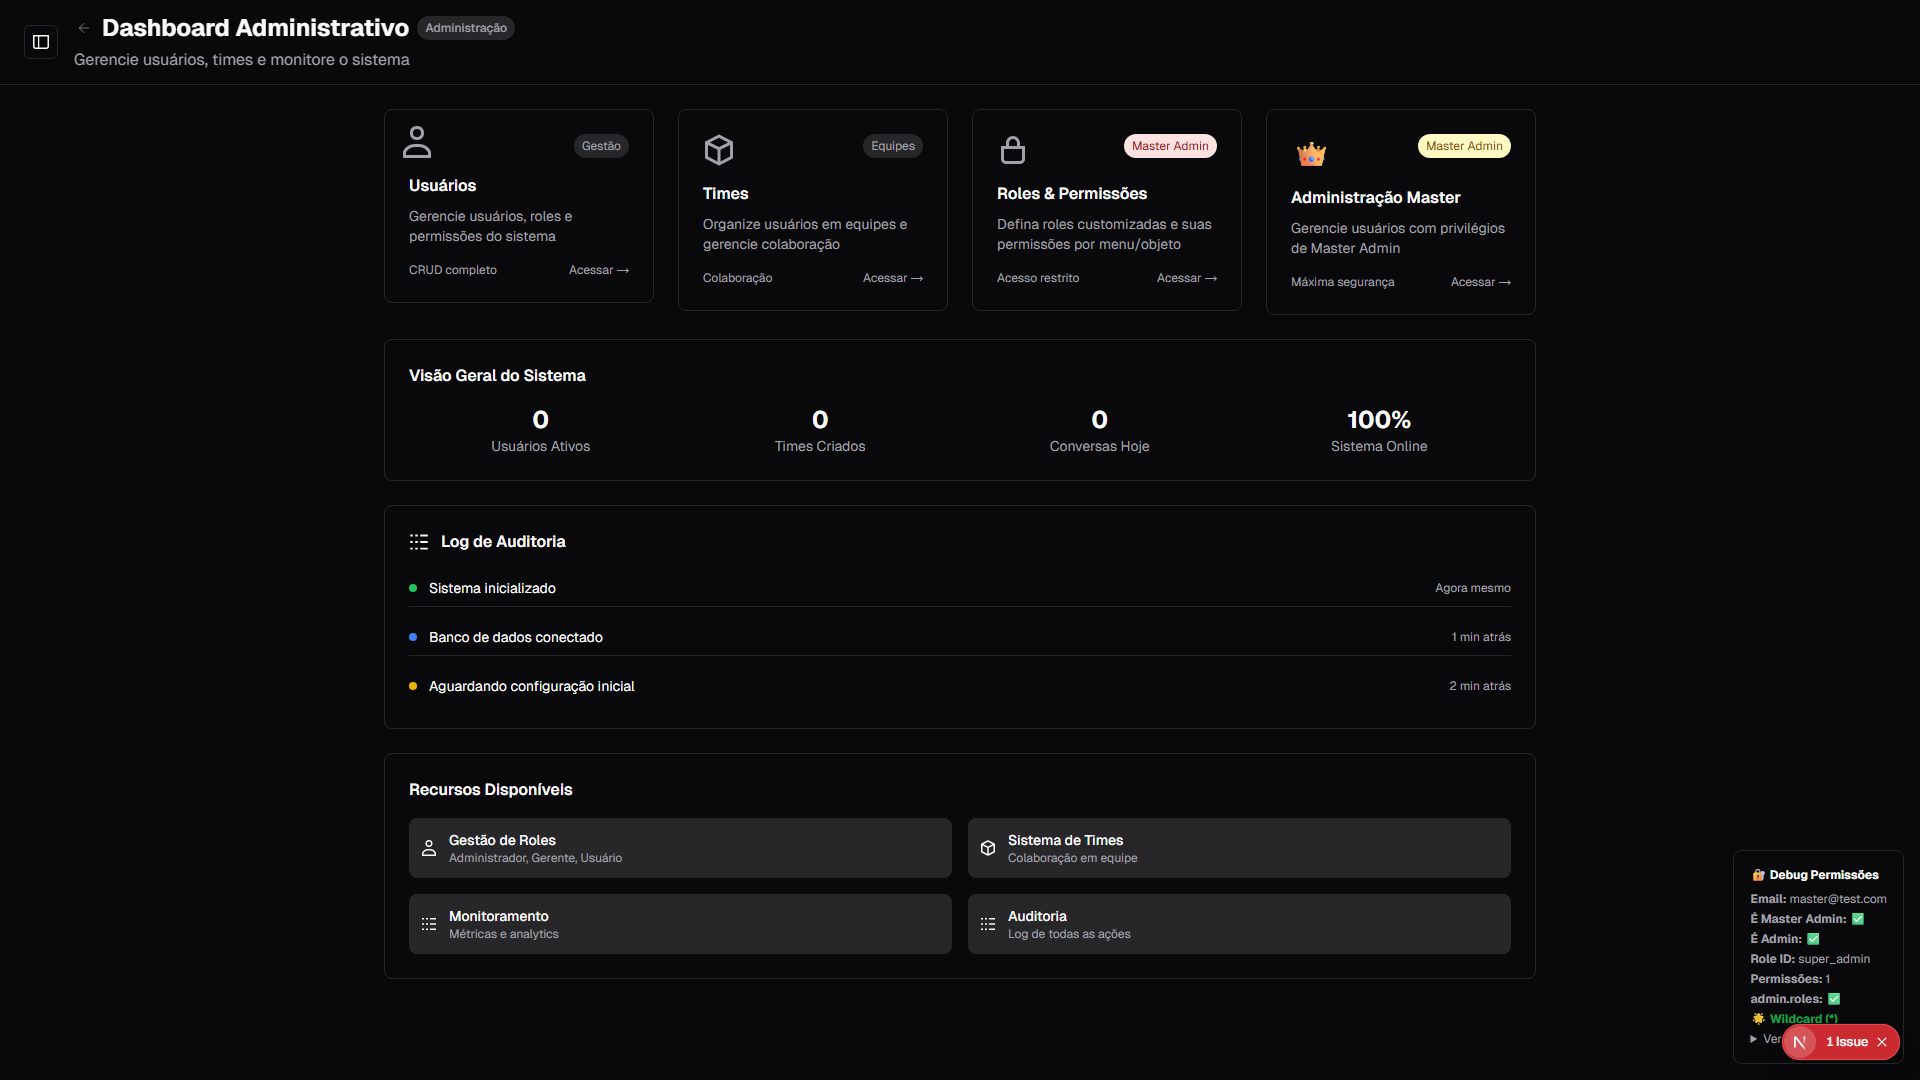 ← Dashboard Administrativo Administração
Gerencie usuários, times e monitore o sistema
Gestão
Usuários
Gerencie usuários, roles e
permissões do sistema
CRUD completo Acessar →
Equipes
Times
Organize usuários em equipes e
gerencie colaboração
Colaboração Acessar →
Master Admin
Roles & Permissões
Defina roles customizadas e suas
permissões por menu/objeto
Acesso restrito Acessar →
Master Admin
Administração Master
Gerencie usuários com privilégios
de Master Admin
Máxima segurança Acessar →
Visão Geral do Sistema
0 0 0 100%
Usuários Ativos Times Criados Conversas Hoje Sistema Online
Log de Auditoria
Sistema inicializado Agora mesmo
Banco de dados conectado 1 min atrás
Aguardando configuração inicial 2 min atrás
Recursos Disponíveis
Gestão de Roles
Administrador, Gerente, Usuário
Sistema de Times
Colaboração em equipe
Monitoramento
Métricas e analytics
Auditoria
Log de todas as ações
Debug Permissões
Email: master@test.com
É Master Admin: ✅
É Admin: ✅
Role ID: super_admin
Permissões: 1
admin.roles: ✅
Wildcard (*)
Ver
N 1 Issue ×